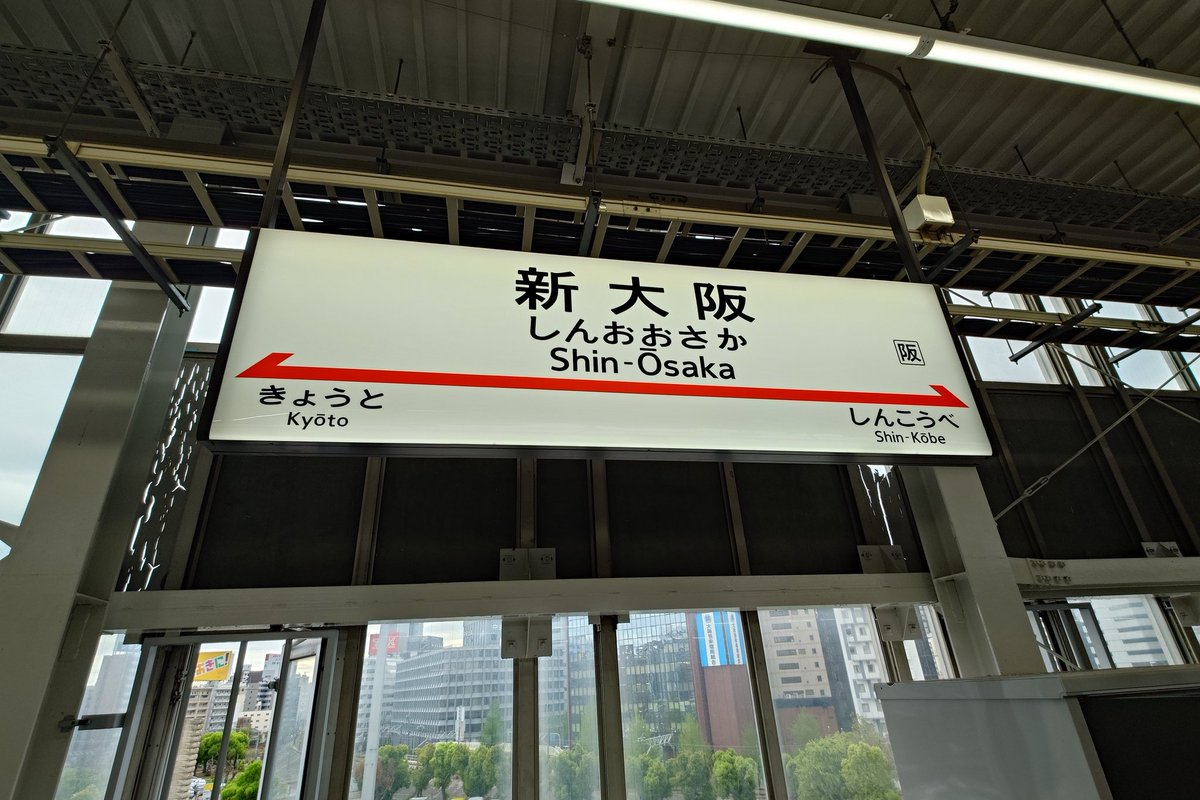 新大阪
しんおおさか
Shin-Ōsaka
阪
きょうと
Kyōto
しんこうべ
Shin-Kōbe